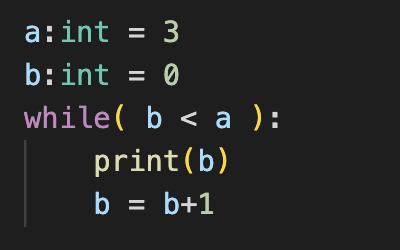 a:int = 3
b:int = 0
while( b < a ):
    print(b)
    b = b+1